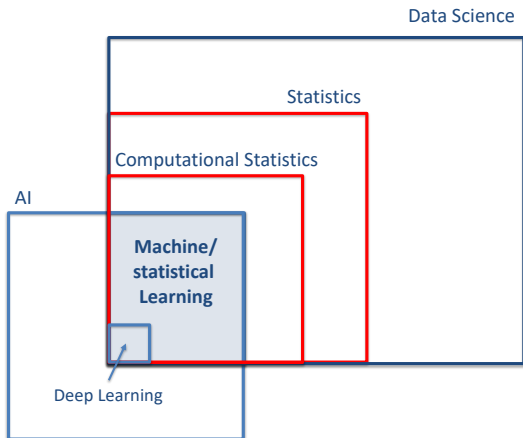 Data Science
Statistics
Computational Statistics
AI
Machine/
statistical
Learning
Deep Learning